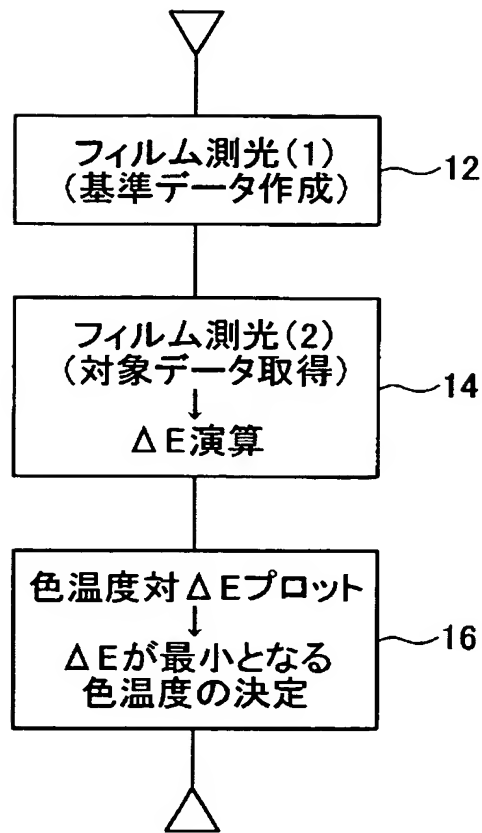 フィルム測光(1)
(基準データ作成)
12
フィルム測光(2)
(対象データ取得)
↓
ΔE演算
14
色温度対ΔEプロット
↓
ΔEが最小となる
色温度の決定
16